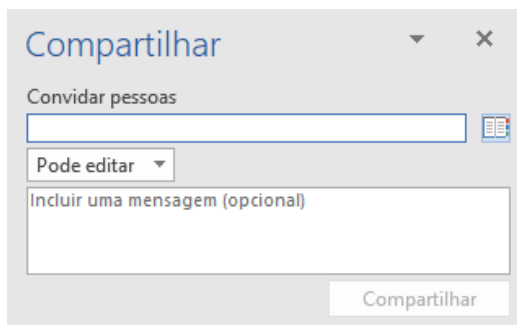 Compartilhar
Convidar pessoas
Pode editar
Incluir uma mensagem (opcional)
Compartilhar